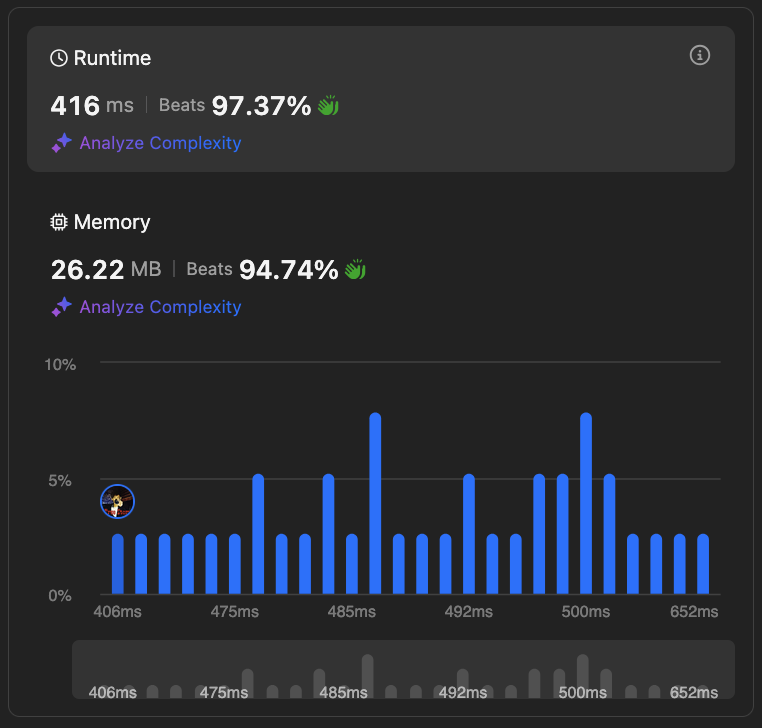 Runtime
416 ms | Beats 97.37%
Analyze Complexity
Memory
26.22 MB | Beats 94.74%
Analyze Complexity
10%
5%
0%
406ms 475ms 485ms 492ms 500ms 652ms
406ms 475ms 485ms 492ms 500ms 652ms